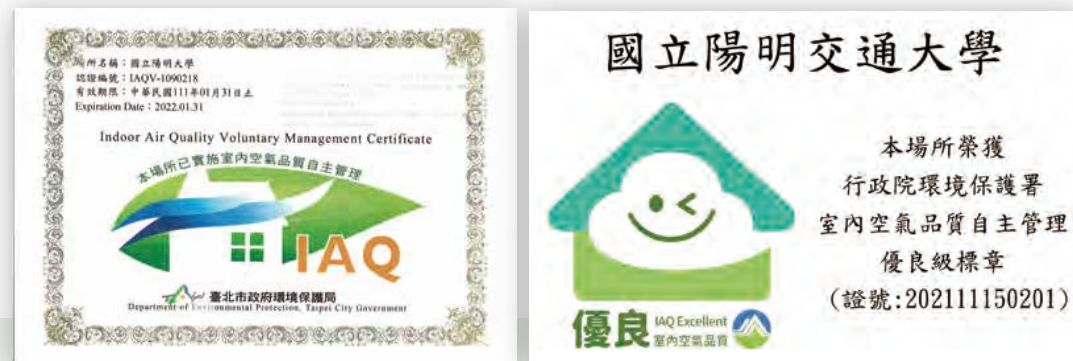 場所名稱：國立陽明大學
認證編號：IAQV-1090218
有效期限：中華民國111年01月31日止
Expiration Date：2022.01.31
Indoor Air Quality Voluntary Management Certificate
本場所已實施室內空氣品質自主管理
IAQ
臺北市政府環境保護局
Department of Environmental Protection, Taipei City Government
國立陽明交通大學
本場所榮獲
行政院環境保護署
室內空氣品質自主管理
優良級標章
(證號:202111150201)
優良
IAQ Excellent
室內空氣品質